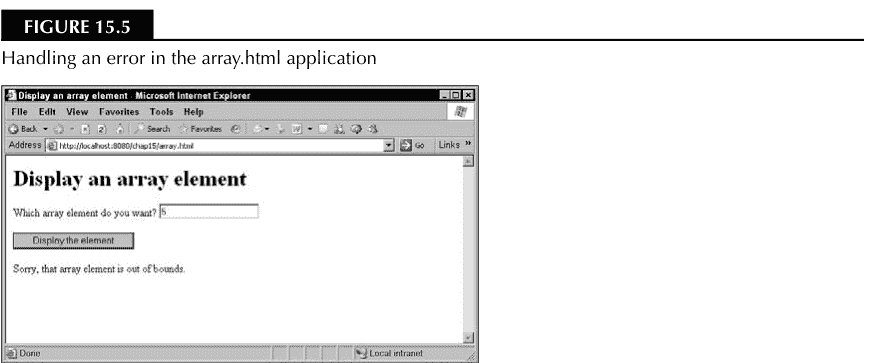 FIGURE 15.5
Handling an error in the array.html application
Display an array element - Microsoft Internet Explorer
File Edit View Favorites Tools Help
Back Search Favorites
Address http://localhost:8080/chap15/array.html Go Links »
Display an array element
Which array element do you want?
Display the element
Sorry, that array element is out of bounds.
Done Local intranet